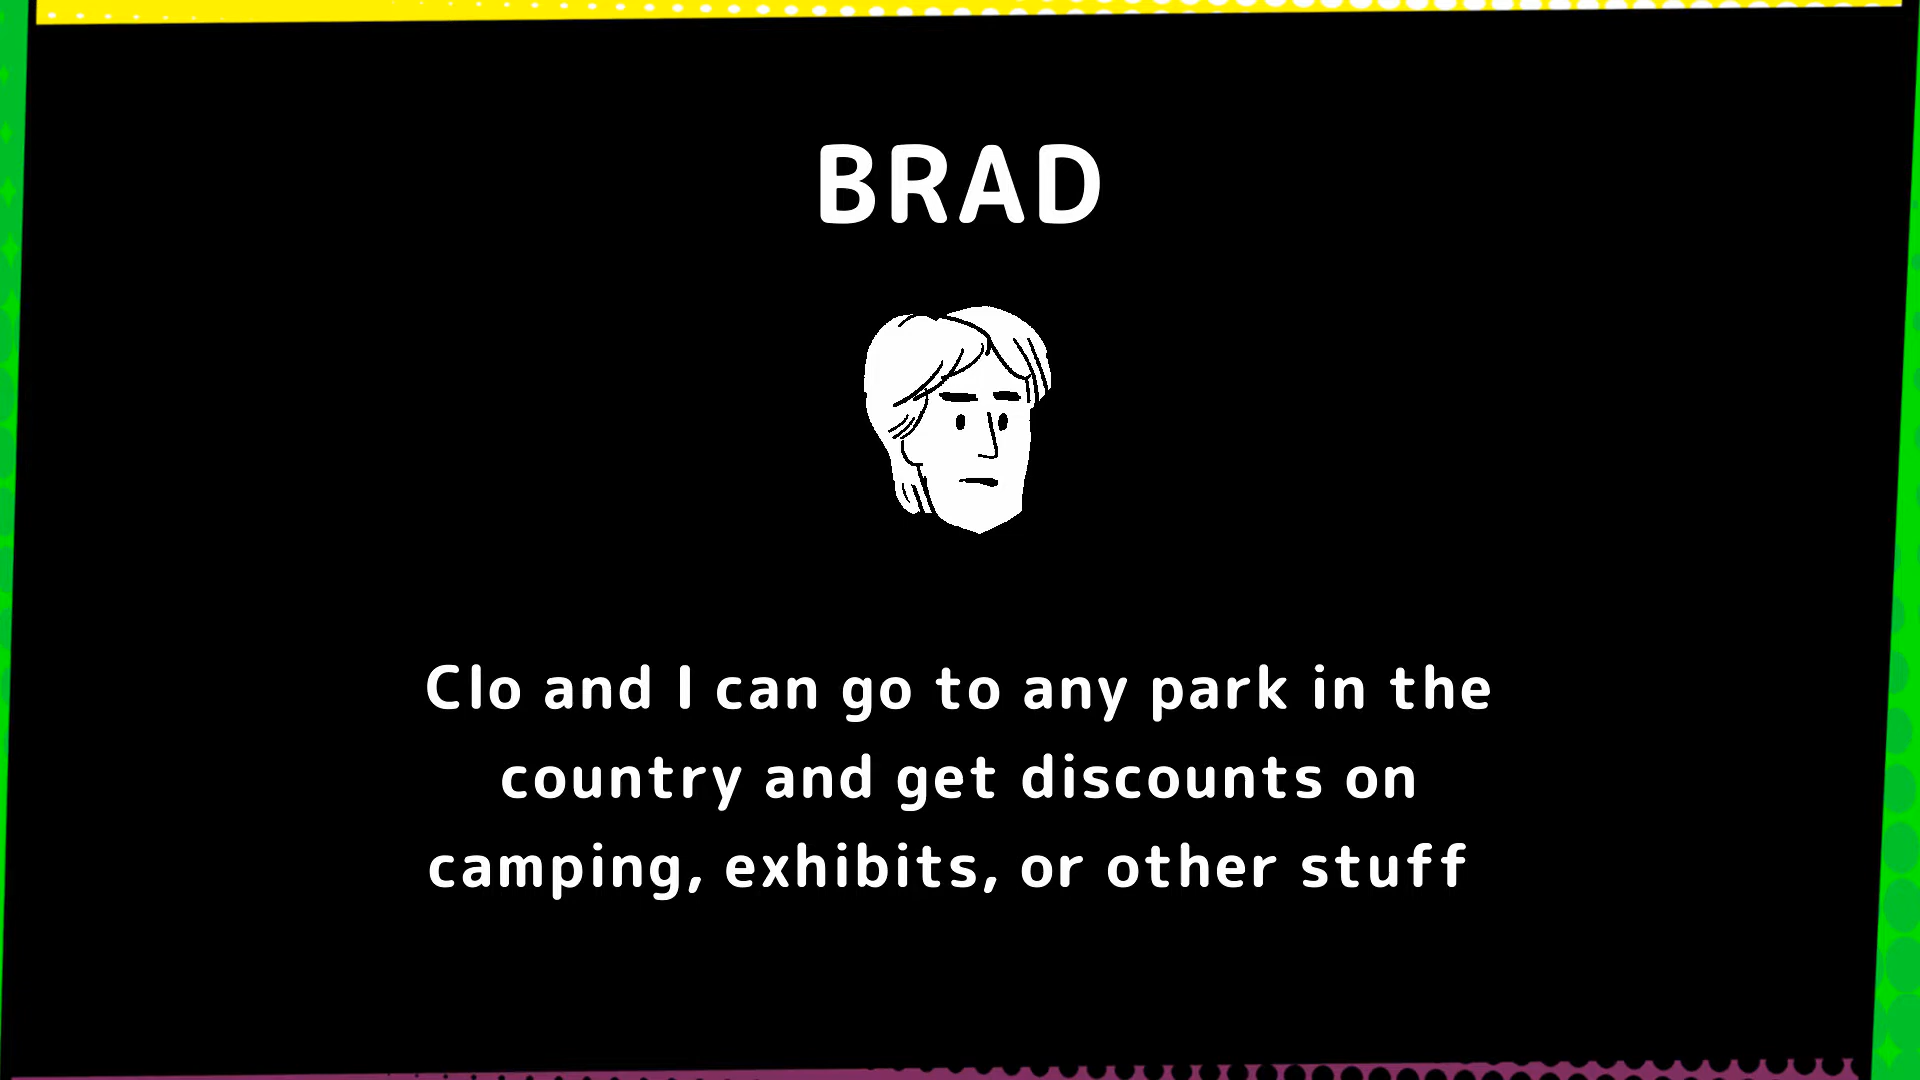 BRAD
Clo and I can go to any park in the
country and get discounts on
camping, exhibits, or other stuff